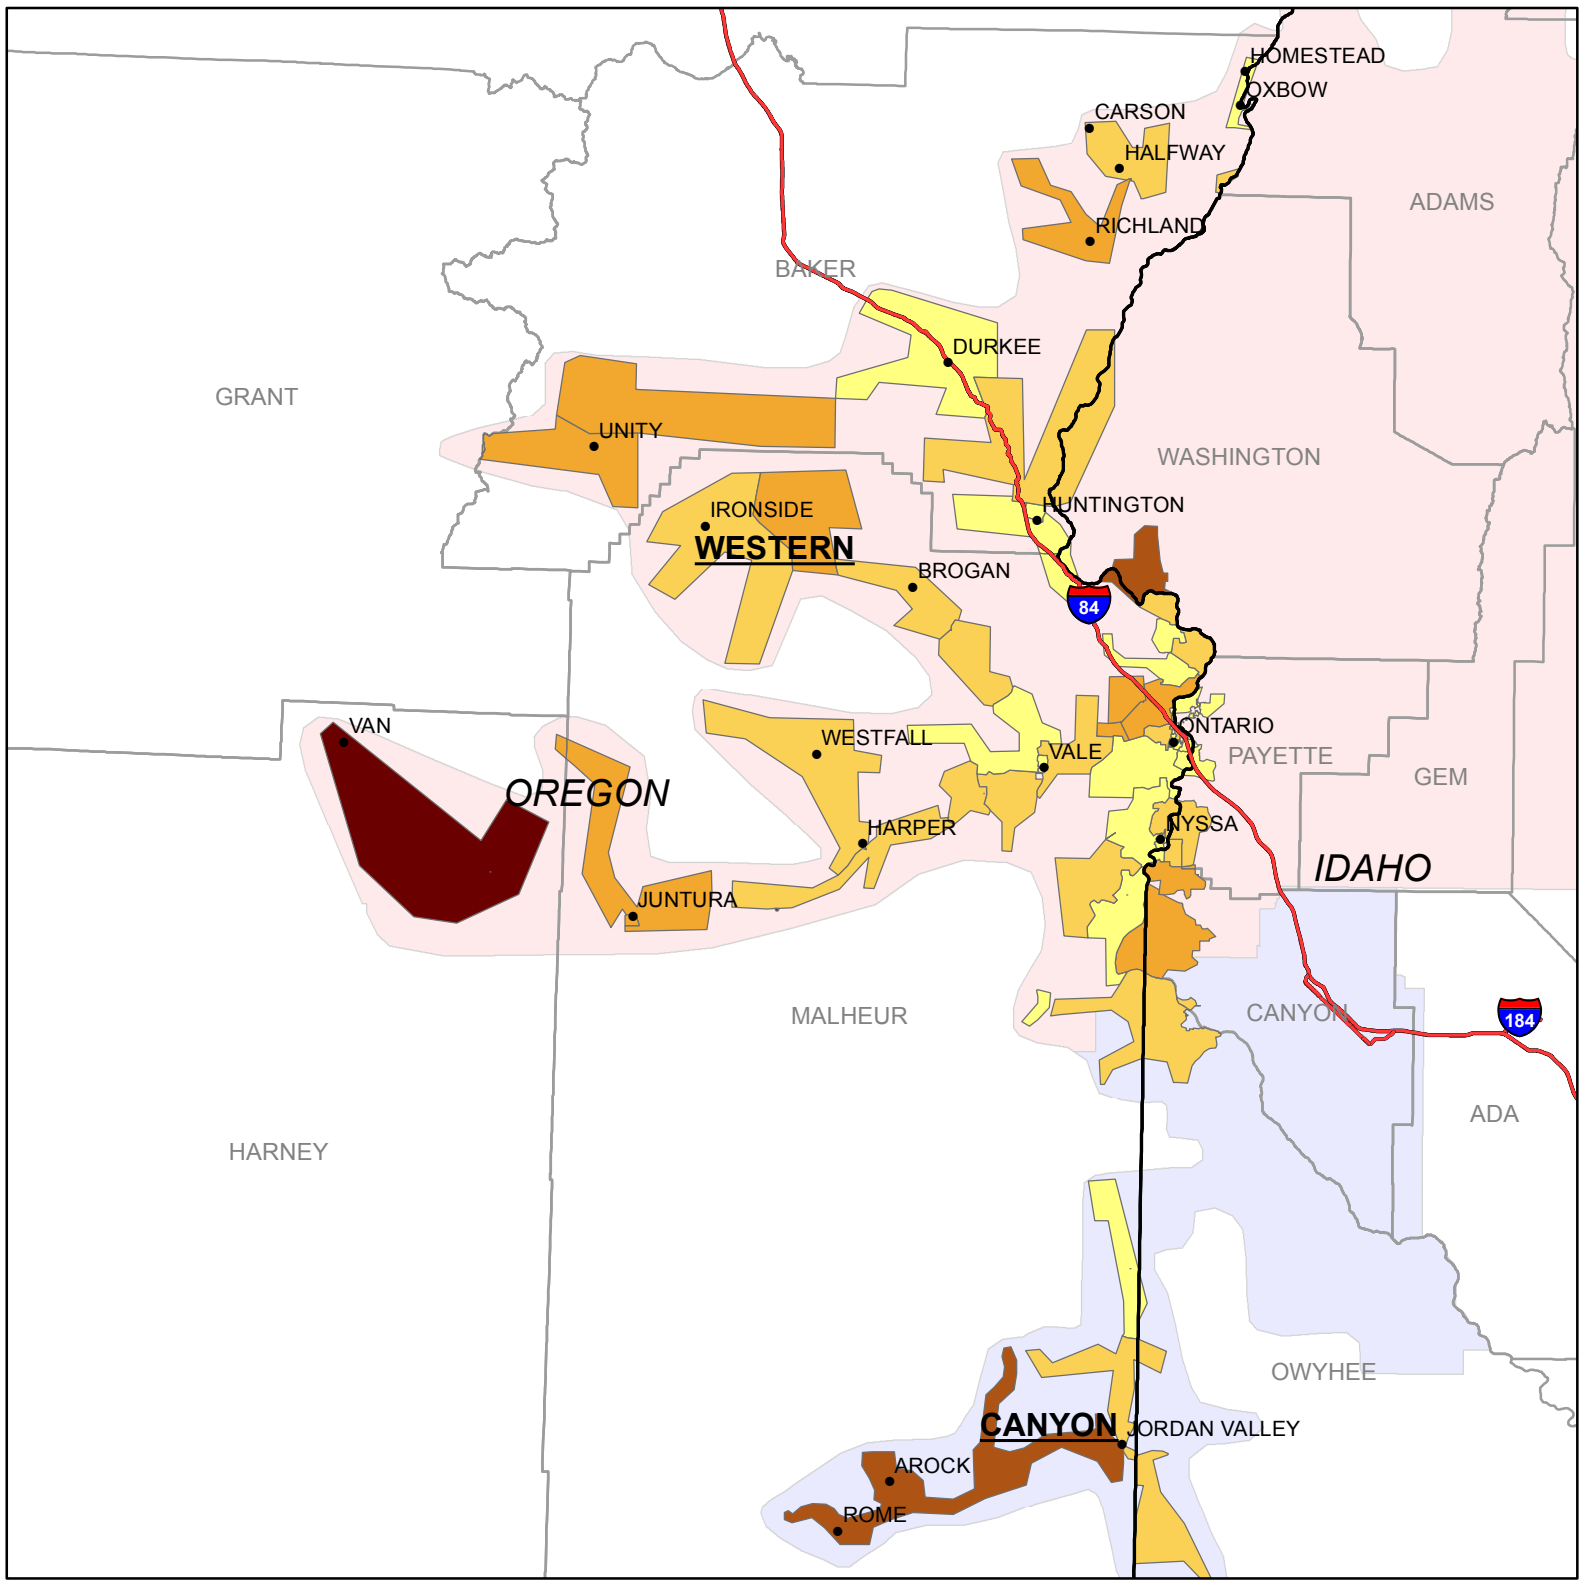 HOMESTEAD
OXBOW
CARSON
HALFWAY
ADAMS
RICHLAND
BAKER
DURKEE
GRANT
UNITY
WASHINGTON
HUNTINGTON
IRONSIDE
WESTERN
BROGAN
84
VAN
ONTARIO
WESTFALL
VALE
PAYETTE
GEM
OREGON
HARPER
NYSSA
IDAHO
JUNTURA
MALHEUR
CANYON
184
ADA
HARNEY
OWYHEE
CANYON
JORDAN VALLEY
AROCK
ROME